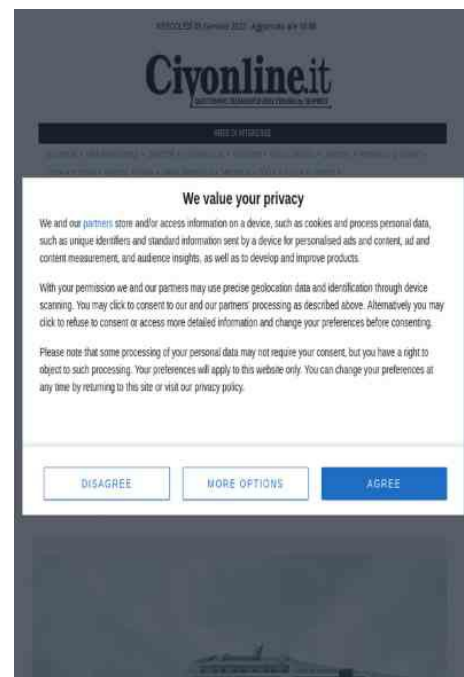 Civonline.it
We value your privacy
We and our partners store and/or access information on a device, such as cookies and process personal data,
such as unique identifiers and standard information sent by a device for personalised ads and content, ad and
content measurement, and audience insights, as well as to develop and improve products.
With your permission we and our partners may use precise geolocation data and identification through device
scanning. You may click to consent to our and our partners' processing as described above. Alternatively you may
click to refuse to consent or access more detailed information and change your preferences before consenting.
Please note that some processing of your personal data may not require your consent, but you have a right to
object to such processing. Your preferences will apply to this website only. You can change your preferences at
any time by returning to this site or visit our privacy policy.
DISAGREE
MORE OPTIONS
AGREE